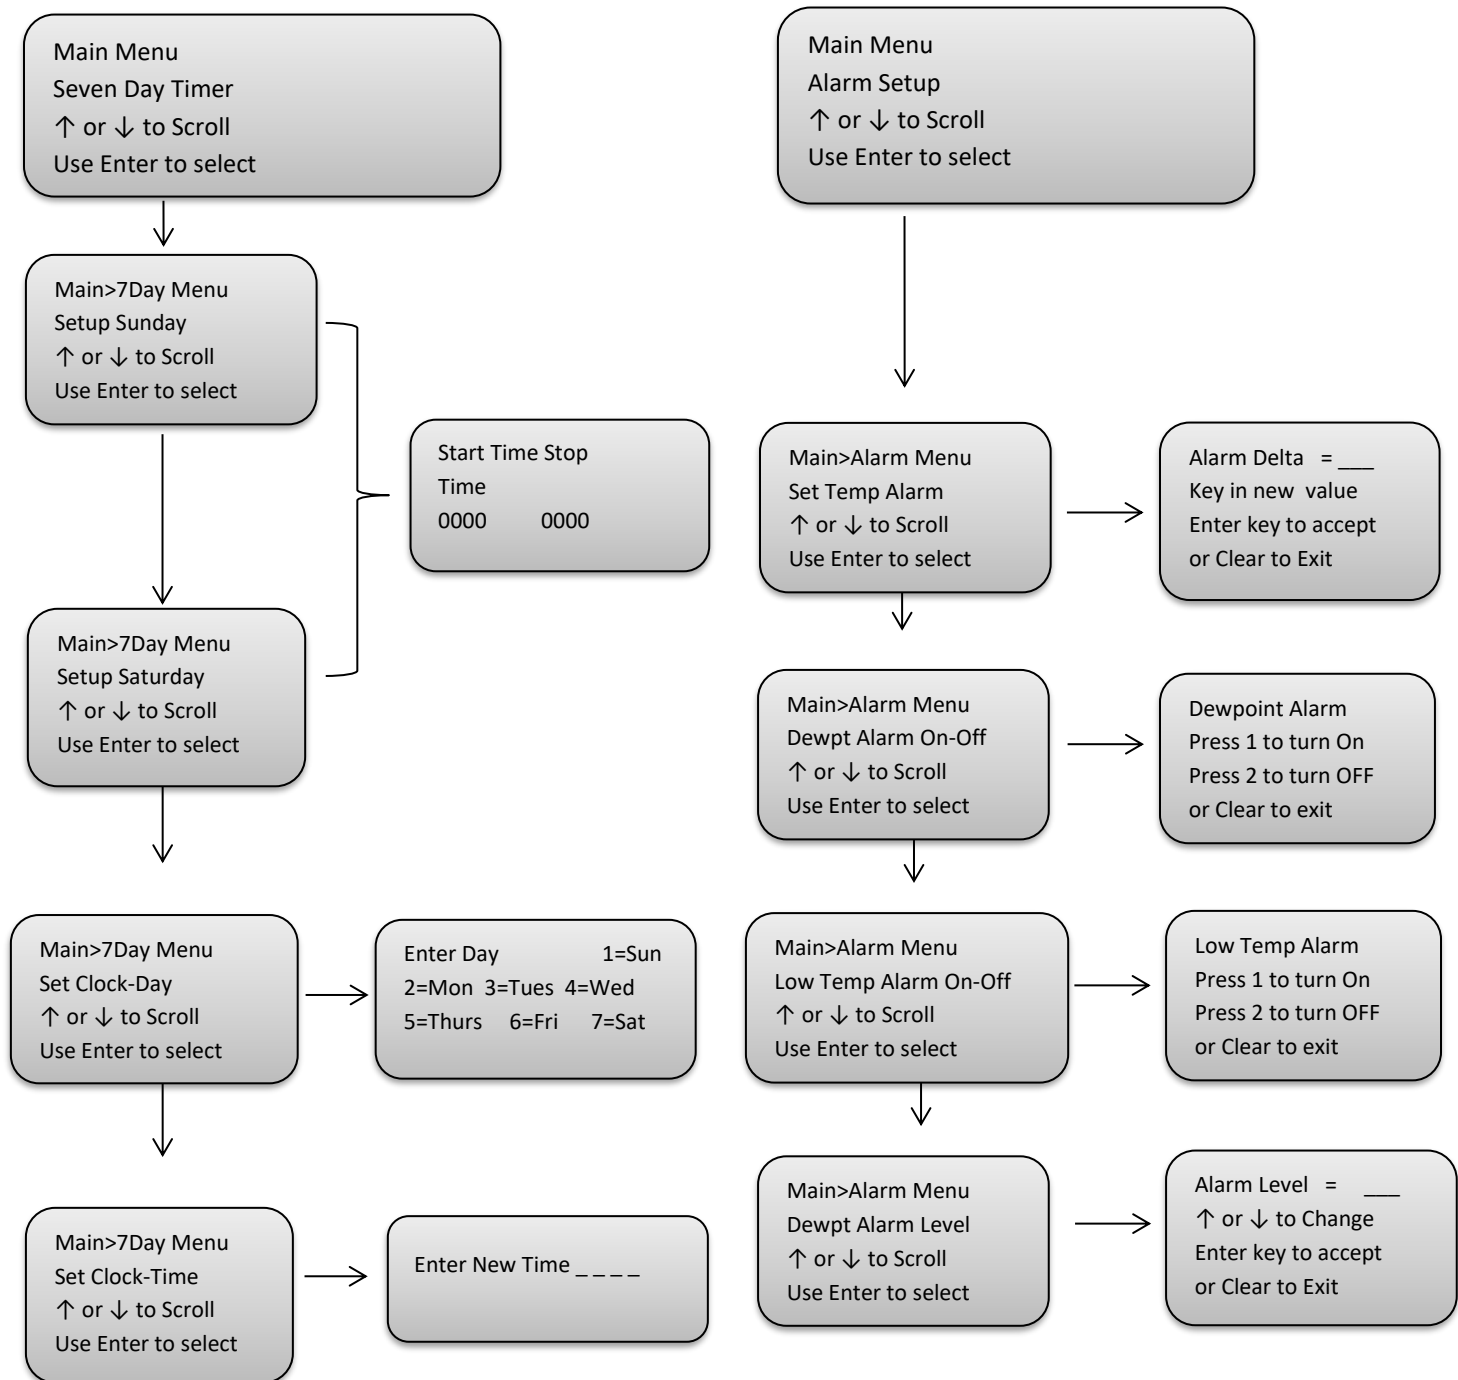 Main Menu
Seven Day Timer
↑ or ↓ to Scroll
Use Enter to select
Main>7Day Menu
Setup Sunday
↑ or ↓ to Scroll
Use Enter to select
Start Time Stop
Time
0000 0000
Main>7Day Menu
Setup Saturday
↑ or ↓ to Scroll
Use Enter to select
Main>7Day Menu
Set Clock-Day
↑ or ↓ to Scroll
Use Enter to select
Enter Day 1=Sun
2=Mon 3=Tues 4=Wed
5=Thurs 6=Fri 7=Sat
Main>7Day Menu
Set Clock-Time
↑ or ↓ to Scroll
Use Enter to select
Enter New Time _ _ _ _
Main Menu
Alarm Setup
↑ or ↓ to Scroll
Use Enter to select
Main>Alarm Menu
Set Temp Alarm
↑ or ↓ to Scroll
Use Enter to select
Alarm Delta = ___
Key in new value
Enter key to accept
or Clear to Exit
Main>Alarm Menu
Dewpt Alarm On-Off
↑ or ↓ to Scroll
Use Enter to select
Dewpoint Alarm
Press 1 to turn On
Press 2 to turn OFF
or Clear to exit
Main>Alarm Menu
Low Temp Alarm On-Off
↑ or ↓ to Scroll
Use Enter to select
Low Temp Alarm
Press 1 to turn On
Press 2 to turn OFF
or Clear to exit
Main>Alarm Menu
Dewpt Alarm Level
↑ or ↓ to Scroll
Use Enter to select
Alarm Level = ___
↑ or ↓ to Change
Enter key to accept
or Clear to Exit